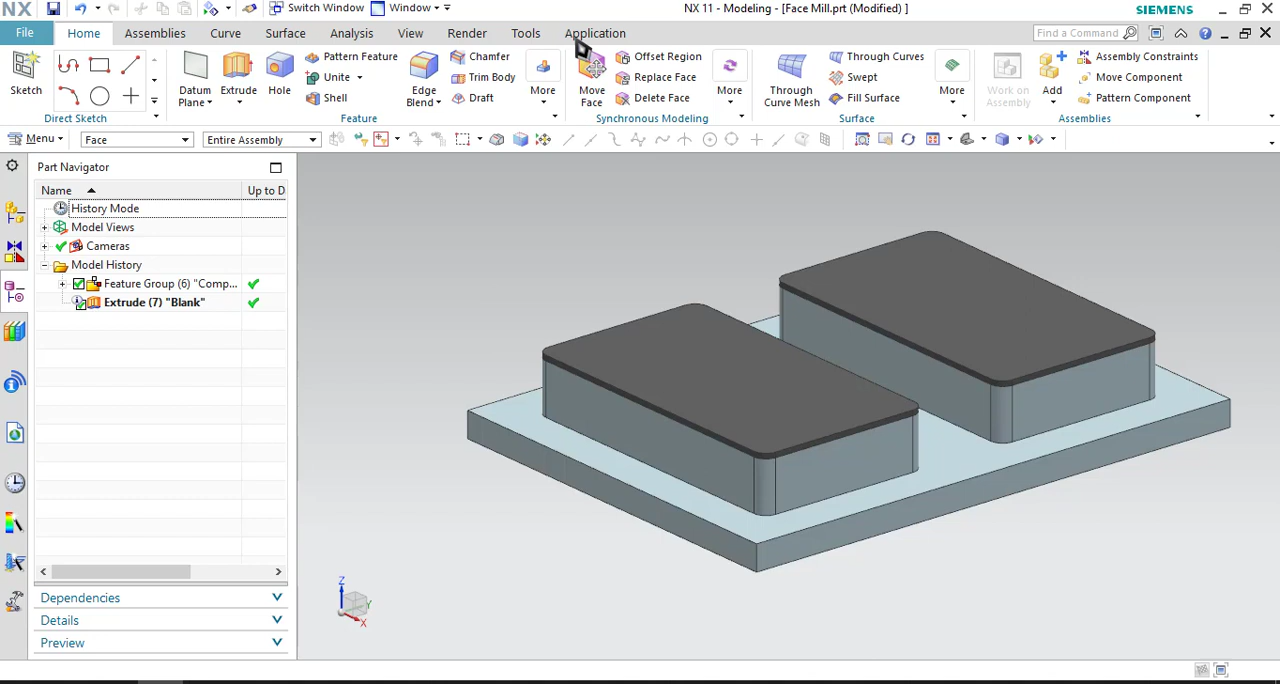 NX Switch Window Window NX 11 - Modeling - [Face Mill.prt (Modified) ] SIEMENS
File Home Assemblies Curve Surface Analysis View Render Tools Application Find a Command
Sketch
Direct Sketch
Datum Plane Extrude Hole
Pattern Feature
Unite
Shell
Edge Blend
Chamfer
Trim Body
Draft
More
Feature
Move Face
Offset Region
Replace Face
Delete Face
More
Synchronous Modeling
Through Curve Mesh
Through Curves
Swept
Fill Surface
More
Surface
Work on Assembly
Add
Assembly Constraints
Move Component
Pattern Component
Assemblies
Menu Face Entire Assembly
Part Navigator
Name Up to D
History Mode
Model Views
Cameras
Model History
Feature Group (6) "Comp...
Extrude (7) "Blank"
Dependencies
Details
Preview
Z
Y
X